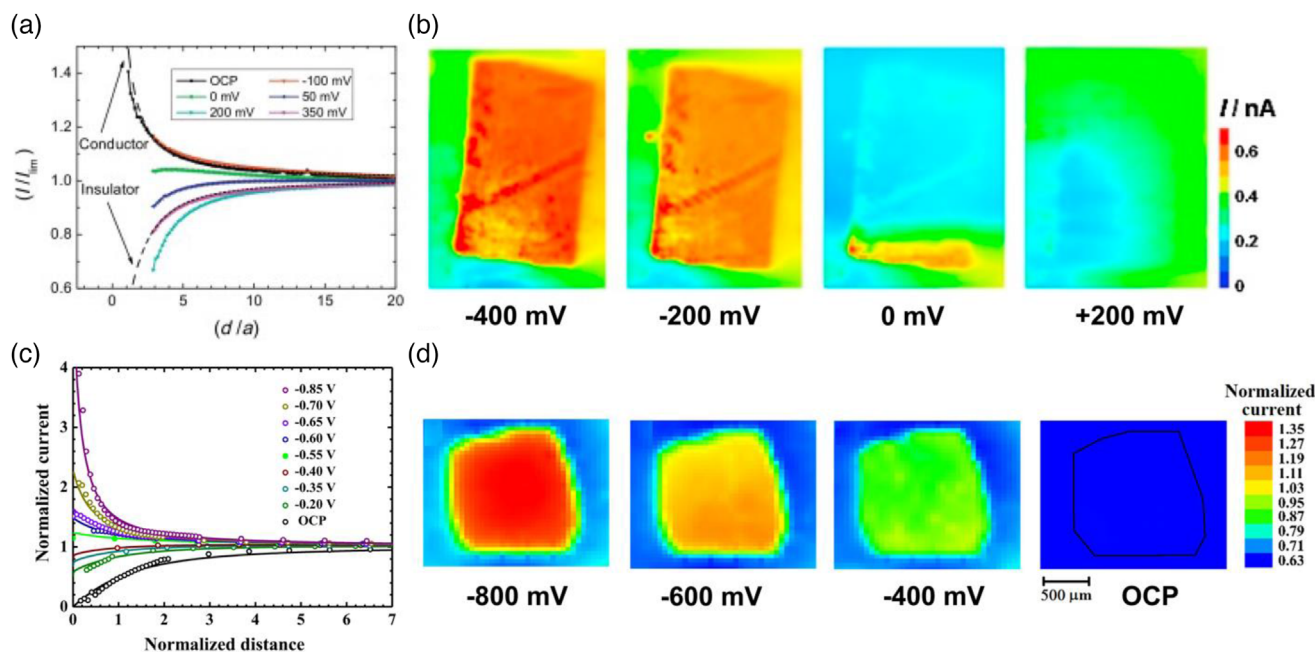 (a)
(I / I lim)
1.4
1.2
1.0
0.8
0.6
OCP
-100 mV
0 mV
50 mV
200 mV
350 mV
Conductor
Insulator
0
5
10
15
20
(d/a)
(b)
I / nA
0.6
0.4
0.2
0
-400 mV
-200 mV
0 mV
+200 mV
(c)
Normalized current
4
3
2
1
0
-0.85 V
-0.70 V
-0.65 V
-0.60 V
-0.55 V
-0.40 V
-0.35 V
-0.20 V
OCP
0 1 2 3 4 5 6 7
Normalized distance
(d)
Normalized
current
1.35
1.27
1.19
1.11
1.03
0.95
0.87
0.79
0.71
0.63
-800 mV
-600 mV
-400 mV
500 μm
OCP